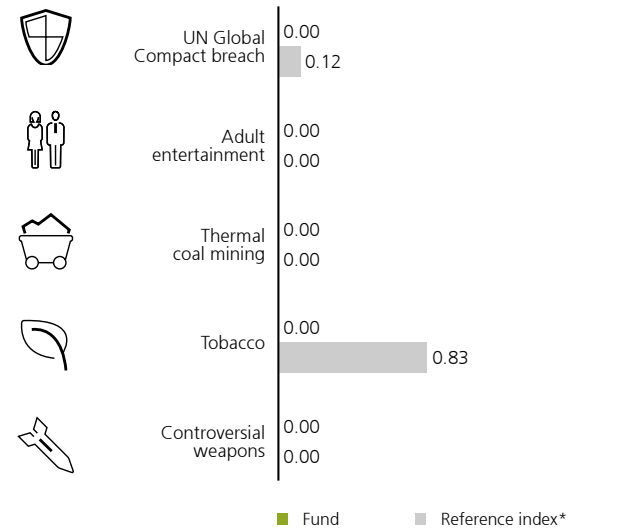 UN Global
Compact breach
0.00
0.12
Adult
entertainment
0.00
0.00
Thermal
coal mining
0.00
0.00
Tobacco
0.00
0.83
Controversial
weapons
0.00
0.00
Fund
Reference index*